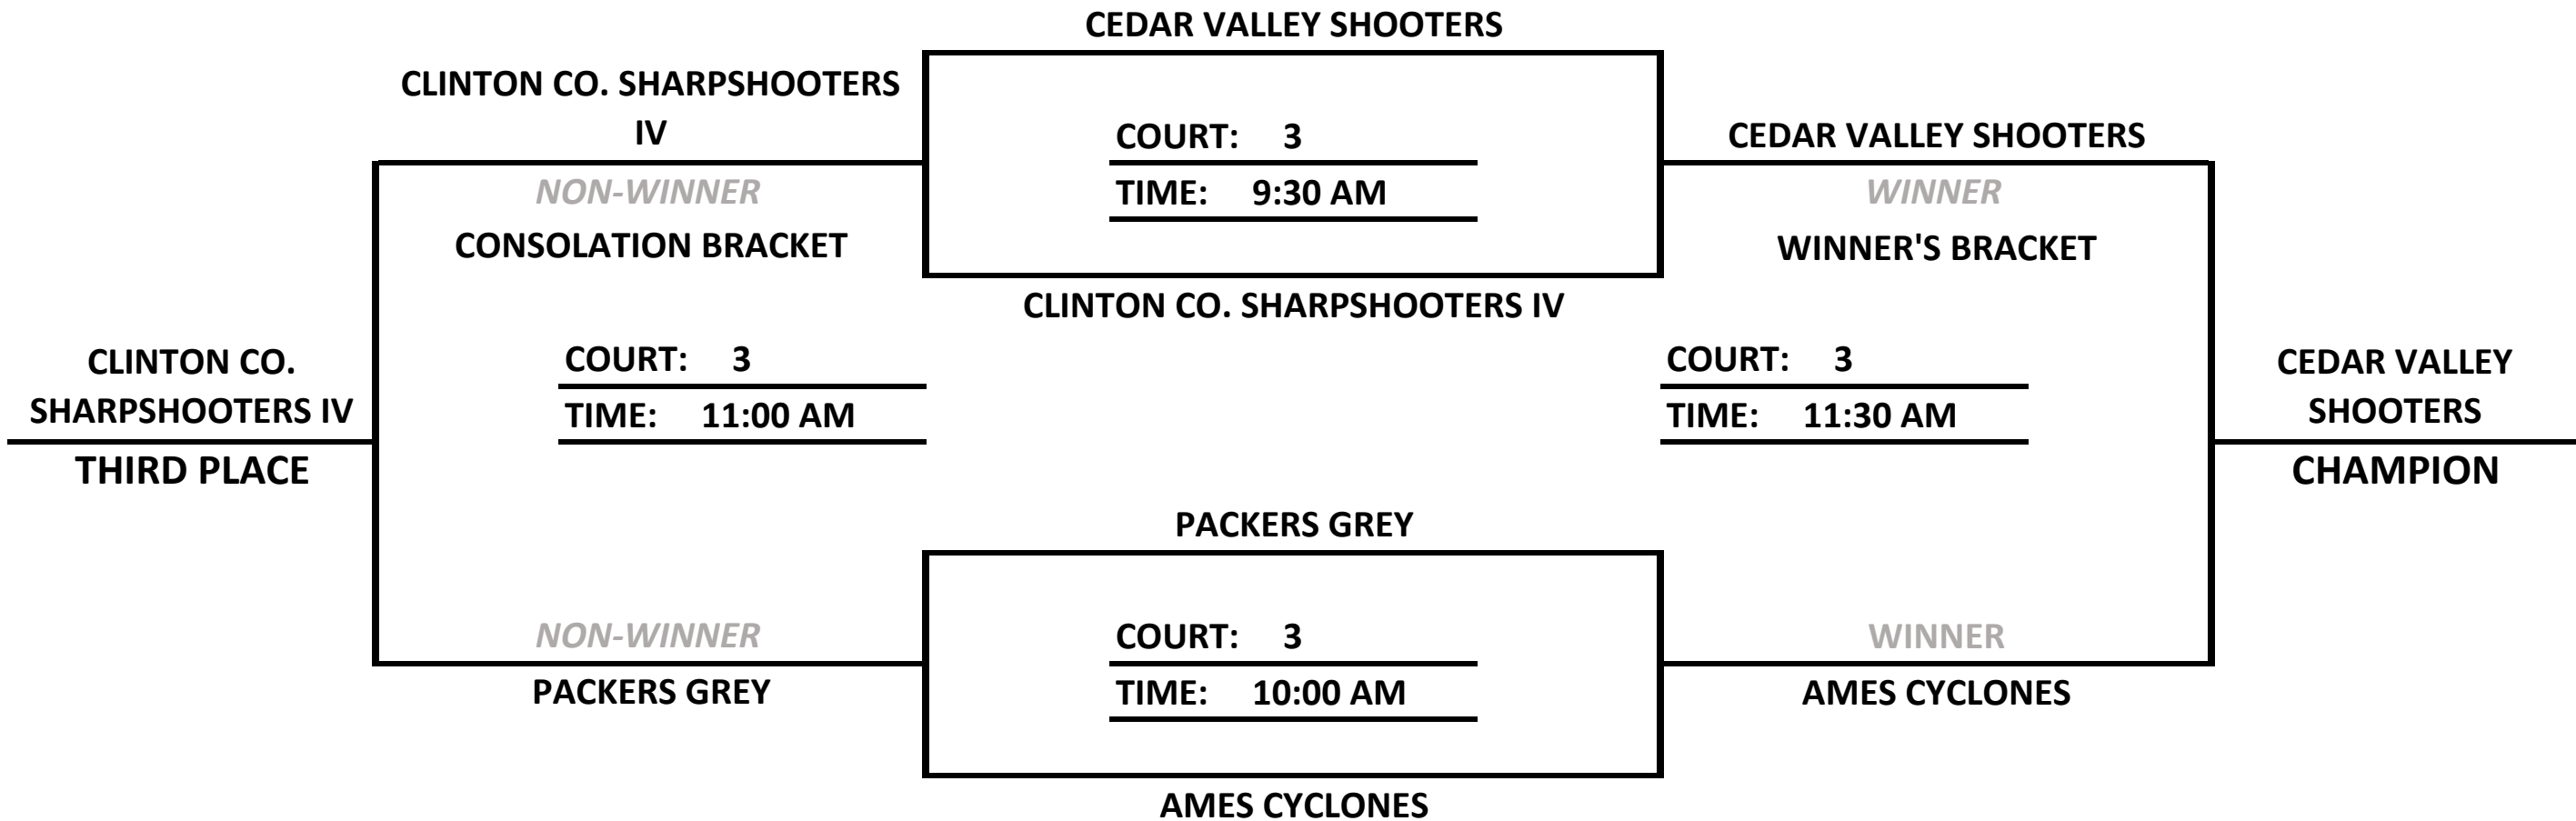 CEDAR VALLEY SHOOTERS
CLINTON CO. SHARPSHOOTERS
IV
COURT: 3
CEDAR VALLEY SHOOTERS
NON-WINNER
TIME: 9:30 AM
WINNER
CONSOLATION BRACKET
WINNER'S BRACKET
CLINTON CO. SHARPSHOOTERS IV
CLINTON CO.
SHARPSHOOTERS IV
THIRD PLACE
COURT: 3
TIME: 11:00 AM
COURT: 3
TIME: 11:30 AM
CEDAR VALLEY
SHOOTERS
CHAMPION
PACKERS GREY
NON-WINNER
COURT: 3
WINNER
PACKERS GREY
TIME: 10:00 AM
AMES CYCLONES
AMES CYCLONES